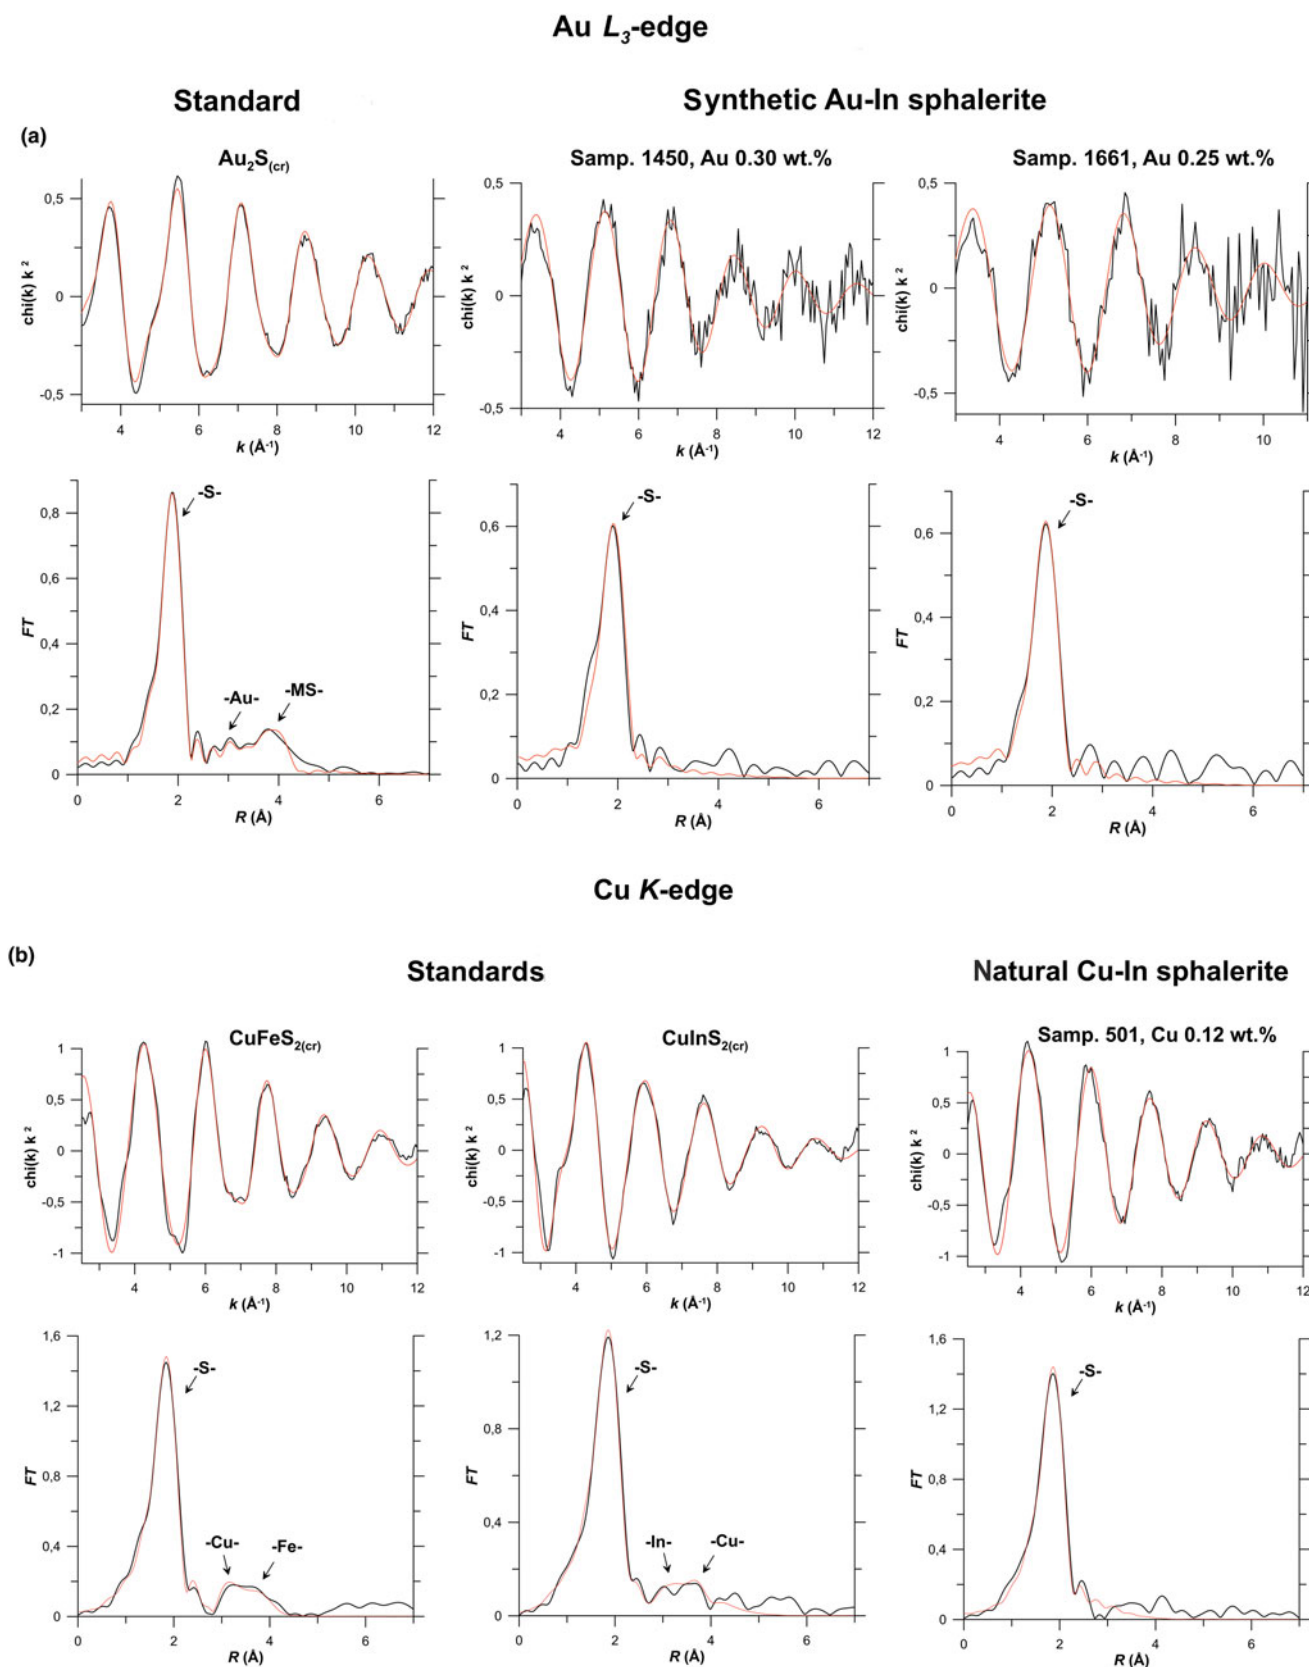 Au L3-edge
Standard
Synthetic Au-In sphalerite
(a)
Au2S(cr)
Samp. 1450, Au 0.30 wt.%
Samp. 1661, Au 0.25 wt.%
chi(k) k 2
0,5
0
-0,5
4 6 8 10 12
k (Å-1)
chi(k) k 2
0,5
0
-0,5
4 6 8 10 12
k (Å-1)
chi(k) k 2
0,5
0
-0,5
4 6 8 10
k (Å-1)
FT
0,8
0,6
0,4
0,2
0
-S-
-Au-
-MS-
0 2 4 6
R (Å)
FT
0,6
0,4
0,2
0
-S-
0 2 4 6
R (Å)
FT
0,6
0,4
0,2
0
-S-
0 2 4 6
R (Å)
Cu K-edge
(b)
Standards
Natural Cu-In sphalerite
CuFeS2(cr)
CuInS2(cr)
Samp. 501, Cu 0.12 wt.%
chi(k) k 2
1
0,5
0
-0,5
-1
4 6 8 10 12
k (Å-1)
chi(k) k 2
1
0,5
0
-0,5
-1
4 6 8 10 12
k (Å-1)
chi(k) k 2
1
0,5
0
-0,5
-1
4 6 8 10 12
k (Å-1)
FT
1,6
1,2
0,8
0,4
0
-S-
-Cu-
-Fe-
0 2 4 6
R (Å)
FT
1,2
0,8
0,4
0
-S-
-In-
-Cu-
0 2 4 6
R (Å)
FT
1,6
1,2
0,8
0,4
0
-S-
0 2 4 6
R (Å)